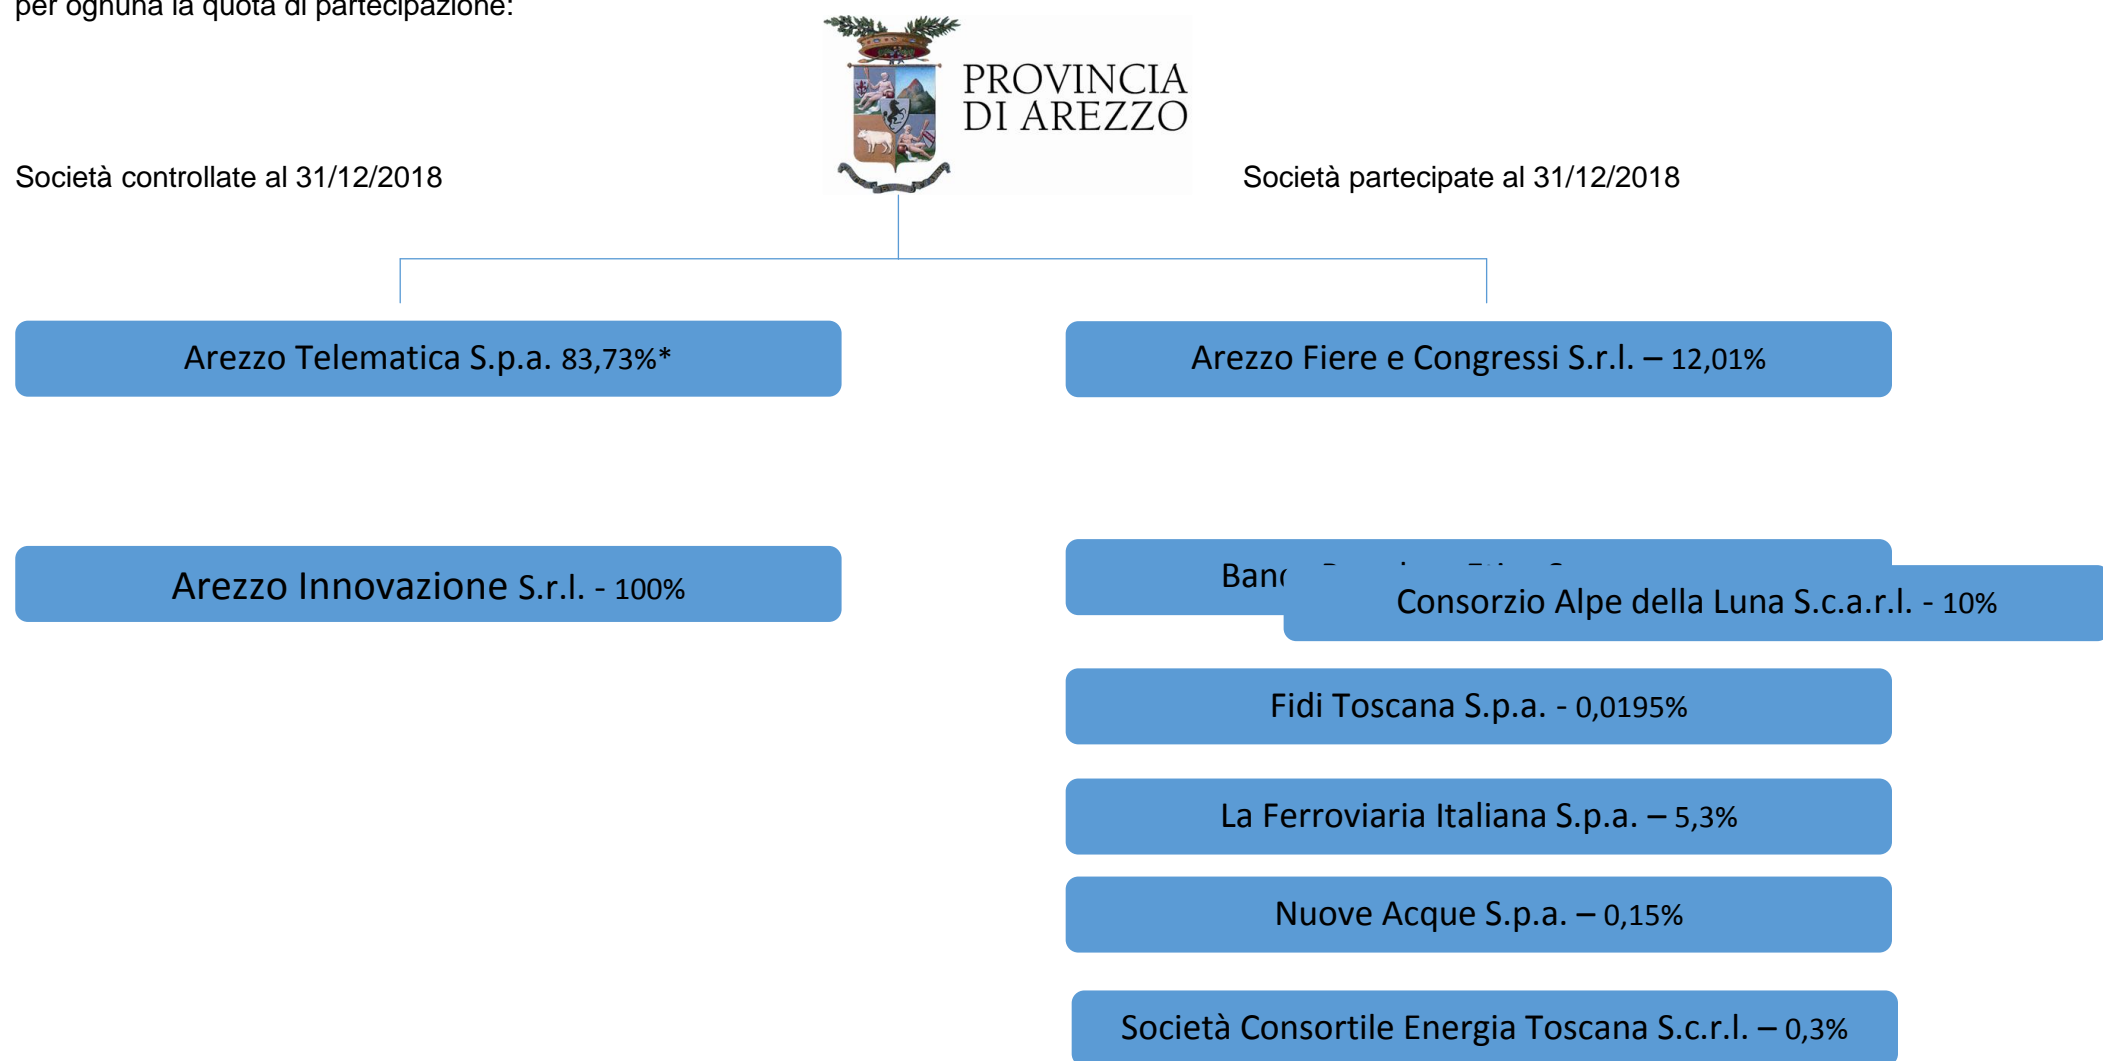 per ognuna la quota di partecipazione:
PROVINCIA
DI AREZZO
Società controllate al 31/12/2018
Società partecipate al 31/12/2018
Arezzo Telematica S.p.a. 83,73%*
Arezzo Fiere e Congressi S.r.l. – 12,01%
Arezzo Innovazione S.r.l. - 100%
Consorzio Alpe della Luna S.c.a.r.l. - 10%
Fidi Toscana S.p.a. - 0,0195%
La Ferroviaria Italiana S.p.a. – 5,3%
Nuove Acque S.p.a. – 0,15%
Società Consortile Energia Toscana S.c.r.l. – 0,3%